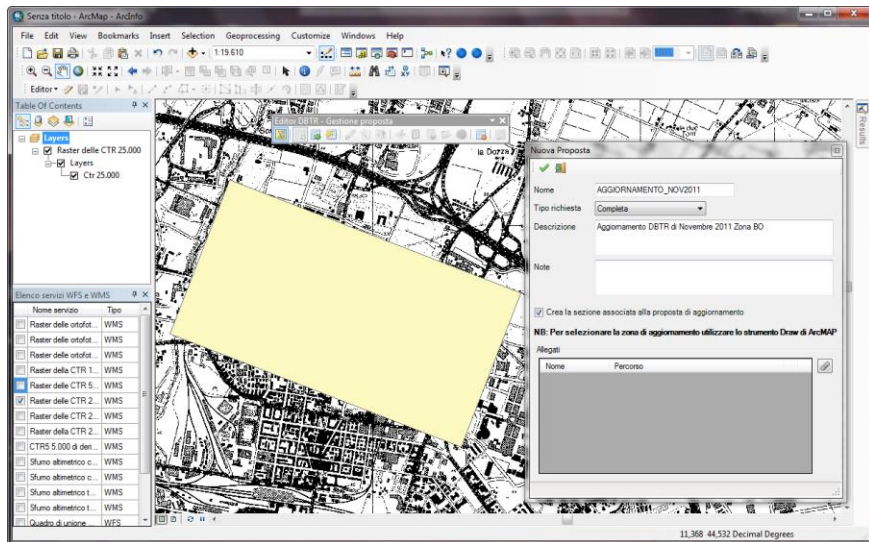 Senza titolo - ArcMap - ArcInfo
File Edit View Bookmarks Insert Selection Geoprocessing Customize Windows Help
1:19.610
Editor
Table Of Contents
Layers
Raster delle CTR 25.000
Layers
Ctr 25.000
Results
Editor DBTR - Gestione proposta
la Dozza
Nuova Proposta
Nome AGGIORNAMENTO_NOV2011
Tipo richiesta Completa
Descrizione Aggiornamento DBTR di Novembre 2011 Zona BO
Note
Crea la sezione associata alla proposta di aggiornamento
NB: Per selezionare la zona di aggiornamento utilizzare lo strumento Draw di ArcMAP
Allegati
Nome Percorso
Elenco servizi WFS e WMS
Nome servizio Tipo
Raster delle ortofot... WMS
Raster delle ortofot... WMS
Raster delle ortofot... WMS
Raster della CTR 1... WMS
Raster delle CTR 5... WMS
Raster delle CTR 2... WMS
Raster delle CTR 2... WMS
Raster delle CTR 2... WMS
CTR5 5.000 di deri... WMS
Sfumo altimetrico c... WMS
Sfumo altimetrico c... WMS
Sfumo altimetrico t... WMS
Sfumo altimetrico t... WMS
Quadro di unione ... WFS
11,368 44,532 Decimal Degrees